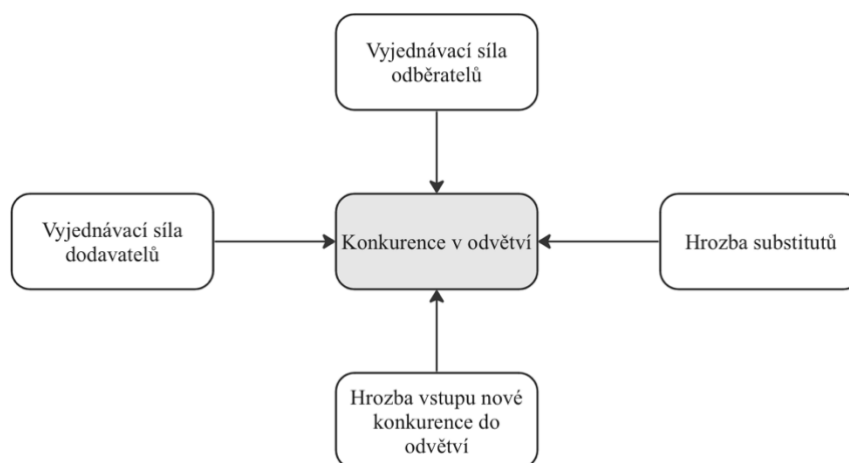 Vyjednávací síla
odběratelů
Vyjednávací síla
dodavatelů
Konkurence v odvětví
Hrozba substitutů
Hrozba vstupu nové
konkurence do
odvětví